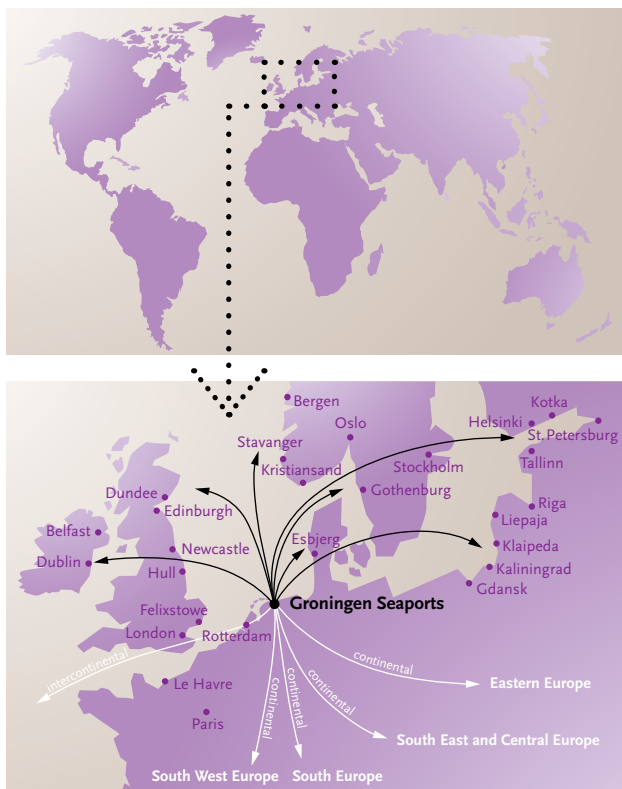 Bergen
Kotka
Oslo
Helsinki
St. Petersburg
Stavanger
Tallinn
Kristiansand
Stockholm
Dundee
Gothenburg
Edinburgh
Riga
Liepaja
Belfast
Esbjerg
Newcastle
Klaipeda
Dublin
Hull
Kaliningrad
Gdansk
Groningen Seaports
Felixstowe
London
Rotterdam
intercontinental
continental
continental
continental
continental
Le Havre
Eastern Europe
Paris
South East and Central Europe
South West Europe
South Europe